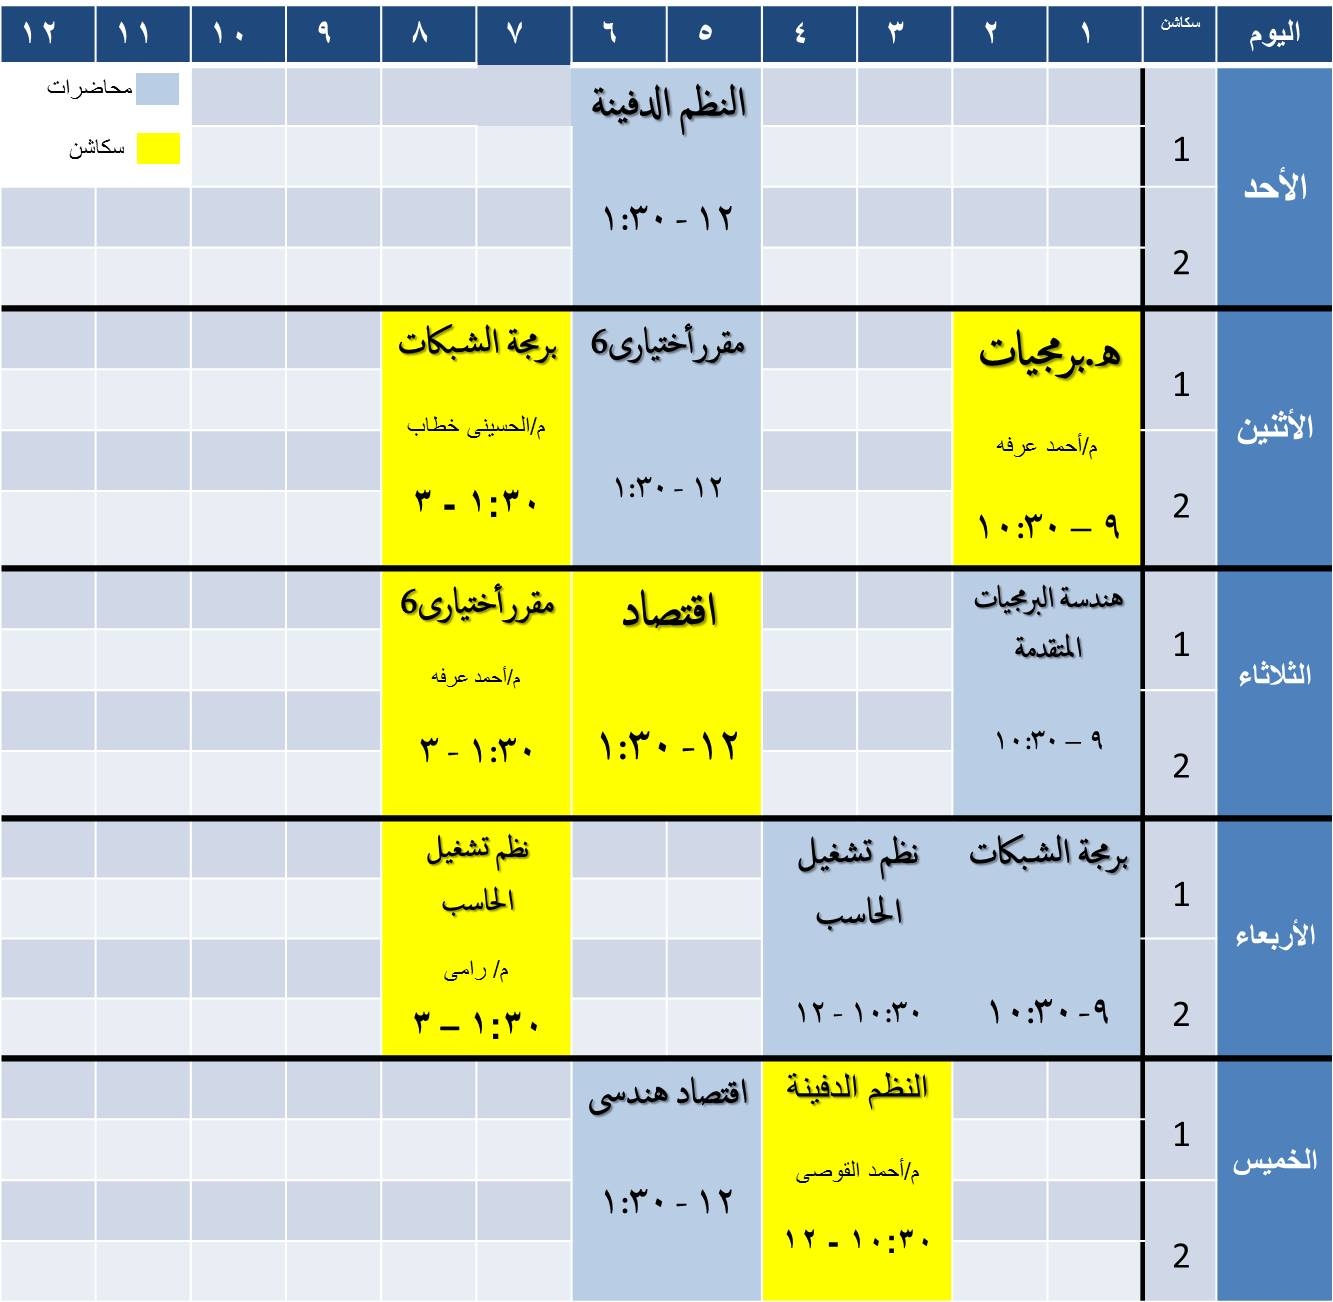 اليوم
سكاشن
١ ٢ ٣ ٤ ٥ ٦ ٧ ٨ ٩ ١٠ ١١ ١٢
محاضرات
سكاشن
الأحد
1
2
النظم الدفينة
١٢ - ١:٣٠
الأثنين
1
2
ه.برمجيات
م/أحمد عرفه
٩ – ١٠:٣٠
مقررأختيارى6
١٢ - ١:٣٠
برمجة الشبكات
م/الحسينى خطاب
١:٣٠ - ٣
الثلاثاء
1
2
هندسة البرمجيات
المتقدمة
٩ – ١٠:٣٠
اقتصاد
١٢- ١:٣٠
مقررأختيارى6
م/أحمد عرفه
١:٣٠ - ٣
الأربعاء
1
2
برمجة الشبكات
٩-١٠:٣٠
نظم تشغيل
الحاسب
١٠:٣٠ - ١٢
نظم تشغيل
الحاسب
م/ رامى
١:٣٠ – ٣
الخميس
1
2
النظم الدفينة
م/أحمد القوصى
١٠:٣٠ - ١٢
اقتصاد هندسى
١٢ - ١:٣٠